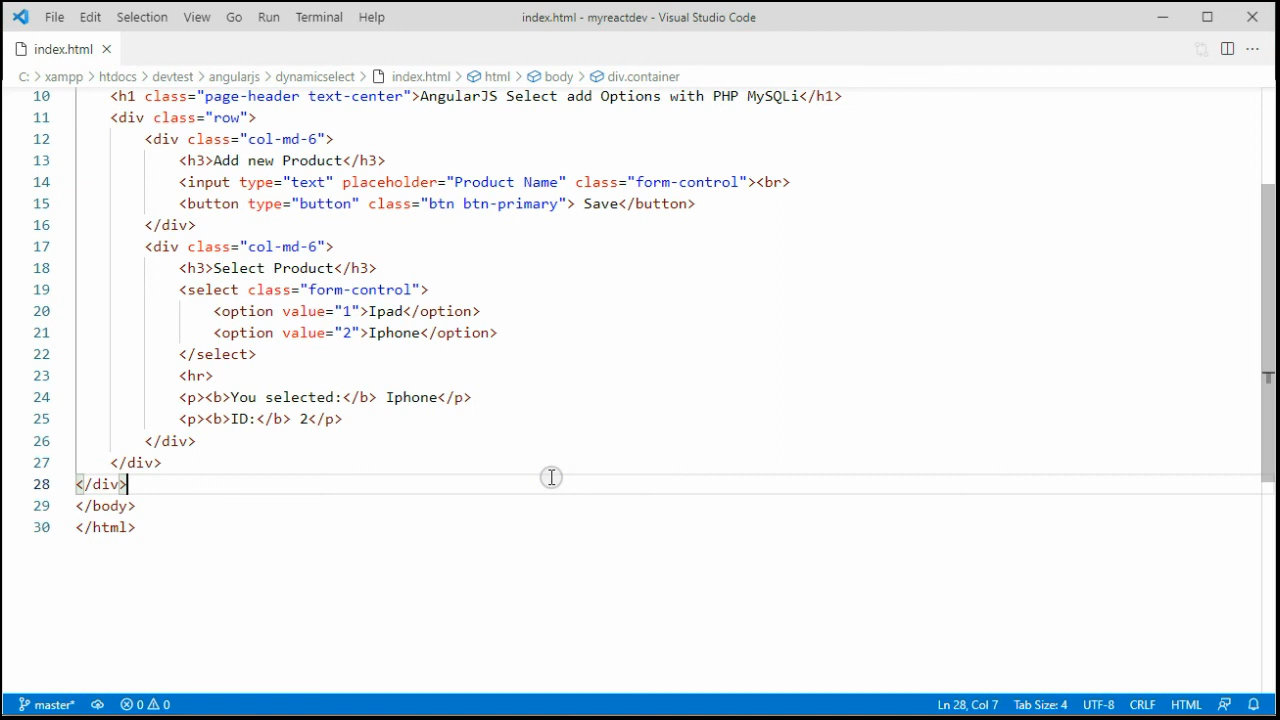 File Edit Selection View Go Run Terminal Help index.html - myreactdev - Visual Studio Code
index.html
C: > xampp > htdocs > devtest > angularjs > dynamicselect > index.html > html > body > div.container
10 <h1 class="page-header text-center">AngularJS Select add Options with PHP MySQLi</h1>
11 <div class="row">
12 <div class="col-md-6">
13 <h3>Add new Product</h3>
14 <input type="text" placeholder="Product Name" class="form-control"><br>
15 <button type="button" class="btn btn-primary"> Save</button>
16 </div>
17 <div class="col-md-6">
18 <h3>Select Product</h3>
19 <select class="form-control">
20 <option value="1">Ipad</option>
21 <option value="2">Iphone</option>
22 </select>
23 <hr>
24 <p><b>You selected:</b> Iphone</p>
25 <p><b>ID:</b> 2</p>
26 </div>
27 </div>
28 </div>
29 </body>
30 </html>
master* 0 0 Ln 28, Col 7 Tab Size: 4 UTF-8 CRLF HTML